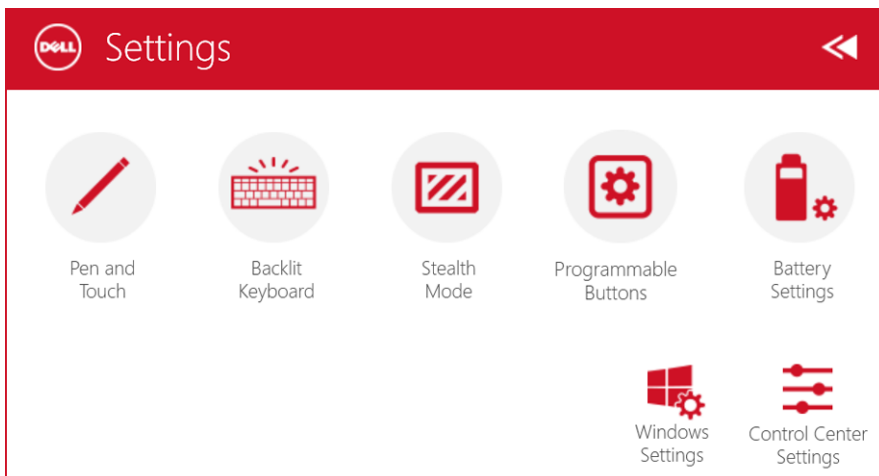 DELL
Settings
Pen and
Touch
Backlit
Keyboard
Stealth
Mode
Programmable
Buttons
Battery
Settings
Windows
Settings
Control Center
Settings